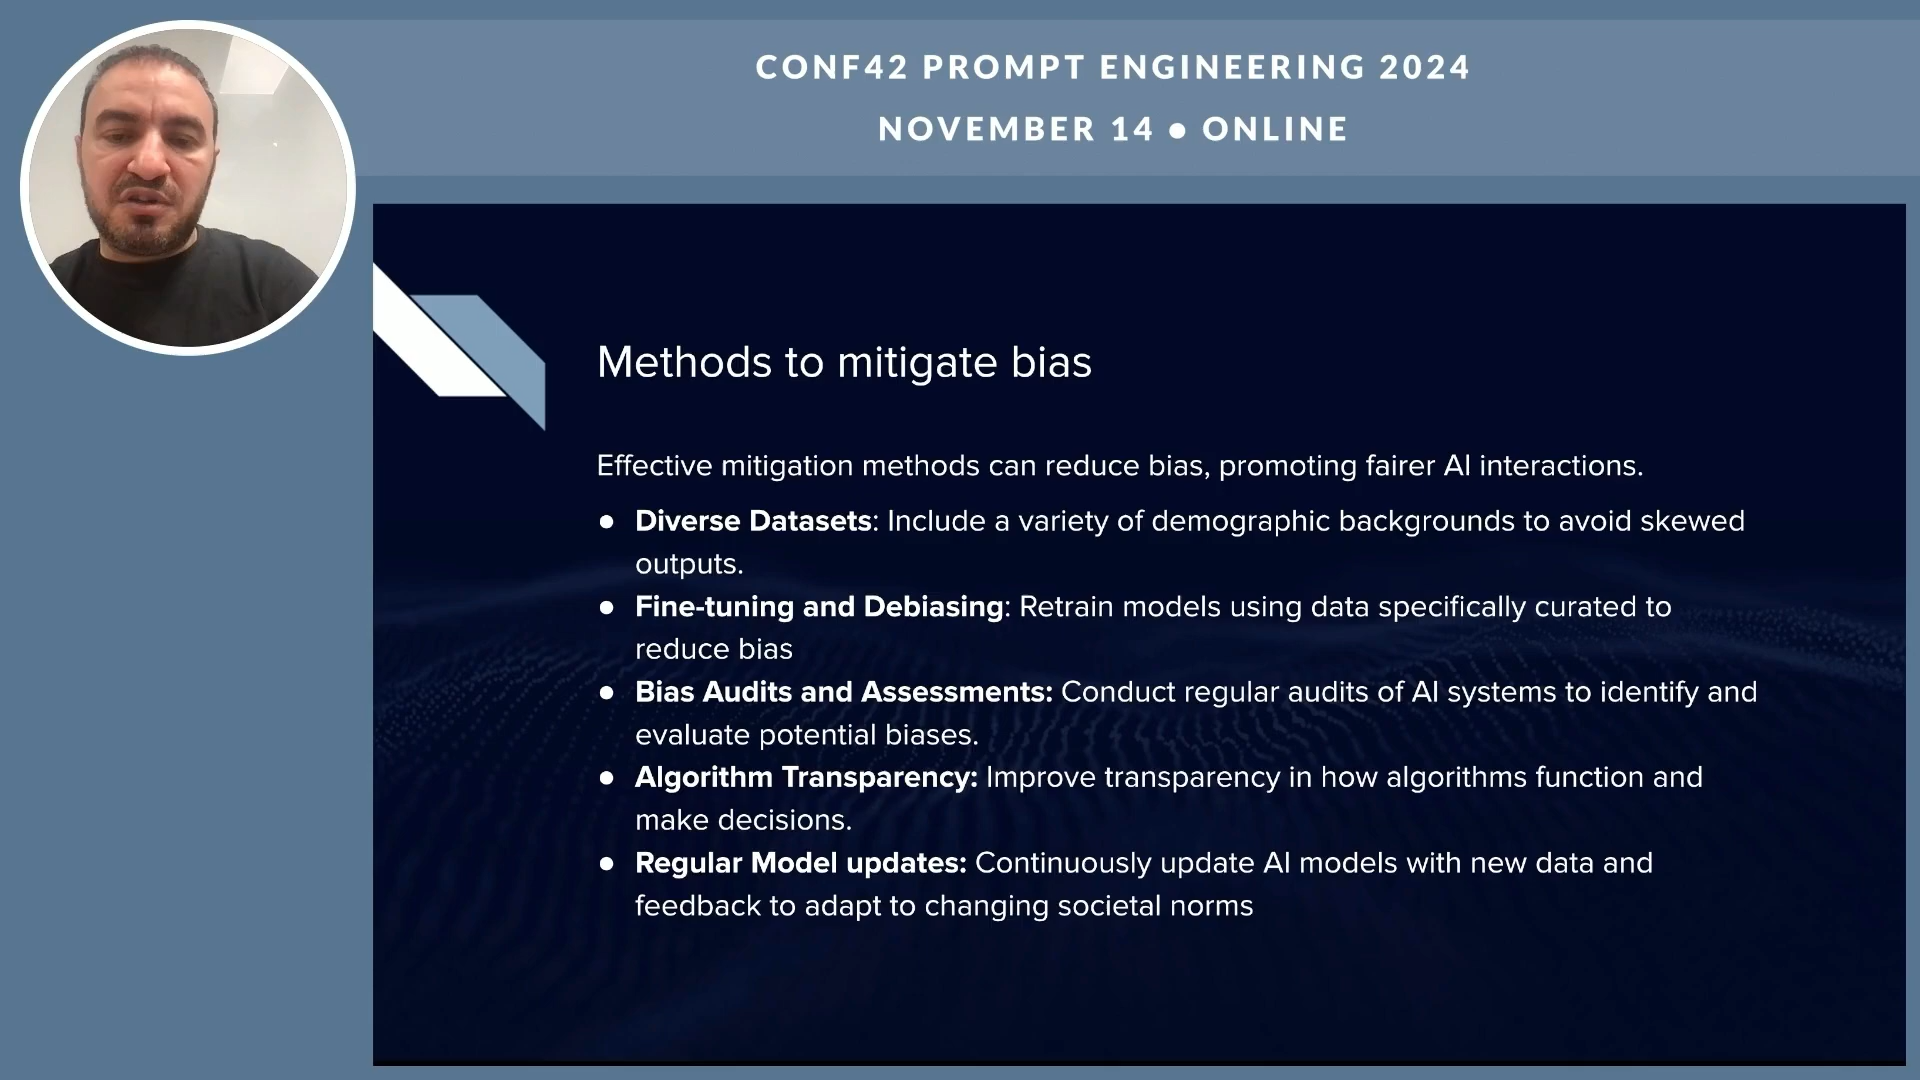 CONF42 PROMPT ENGINEERING 2024
NOVEMBER 14 ● ONLINE
Methods to mitigate bias
Effective mitigation methods can reduce bias, promoting fairer AI interactions.
● Diverse Datasets: Include a variety of demographic backgrounds to avoid skewed
outputs.
● Fine-tuning and Debiasing: Retrain models using data specifically curated to
reduce bias
● Bias Audits and Assessments: Conduct regular audits of AI systems to identify and
evaluate potential biases.
● Algorithm Transparency: Improve transparency in how algorithms function and
make decisions.
● Regular Model updates: Continuously update AI models with new data and
feedback to adapt to changing societal norms